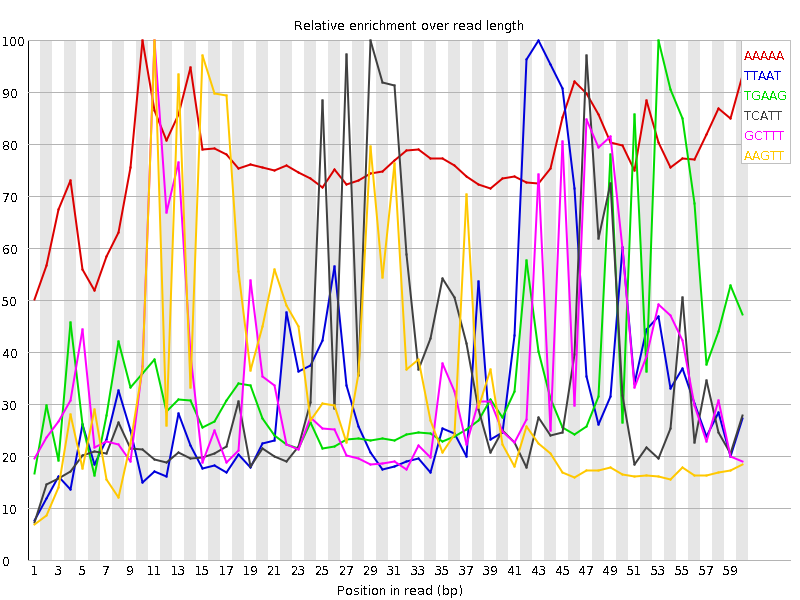 Relative enrichment over read length
100
90
80
70
60
50
40
30
20
10
0
AAAAA
TTAAT
TGAAG
TCATT
GCTTT
AAGTT
1 3 5 7 9 11 13 15 17 19 21 23 25 27 29 31 33 35 37 39 41 43 45 47 49 51 53 55 57 59
Position in read (bp)